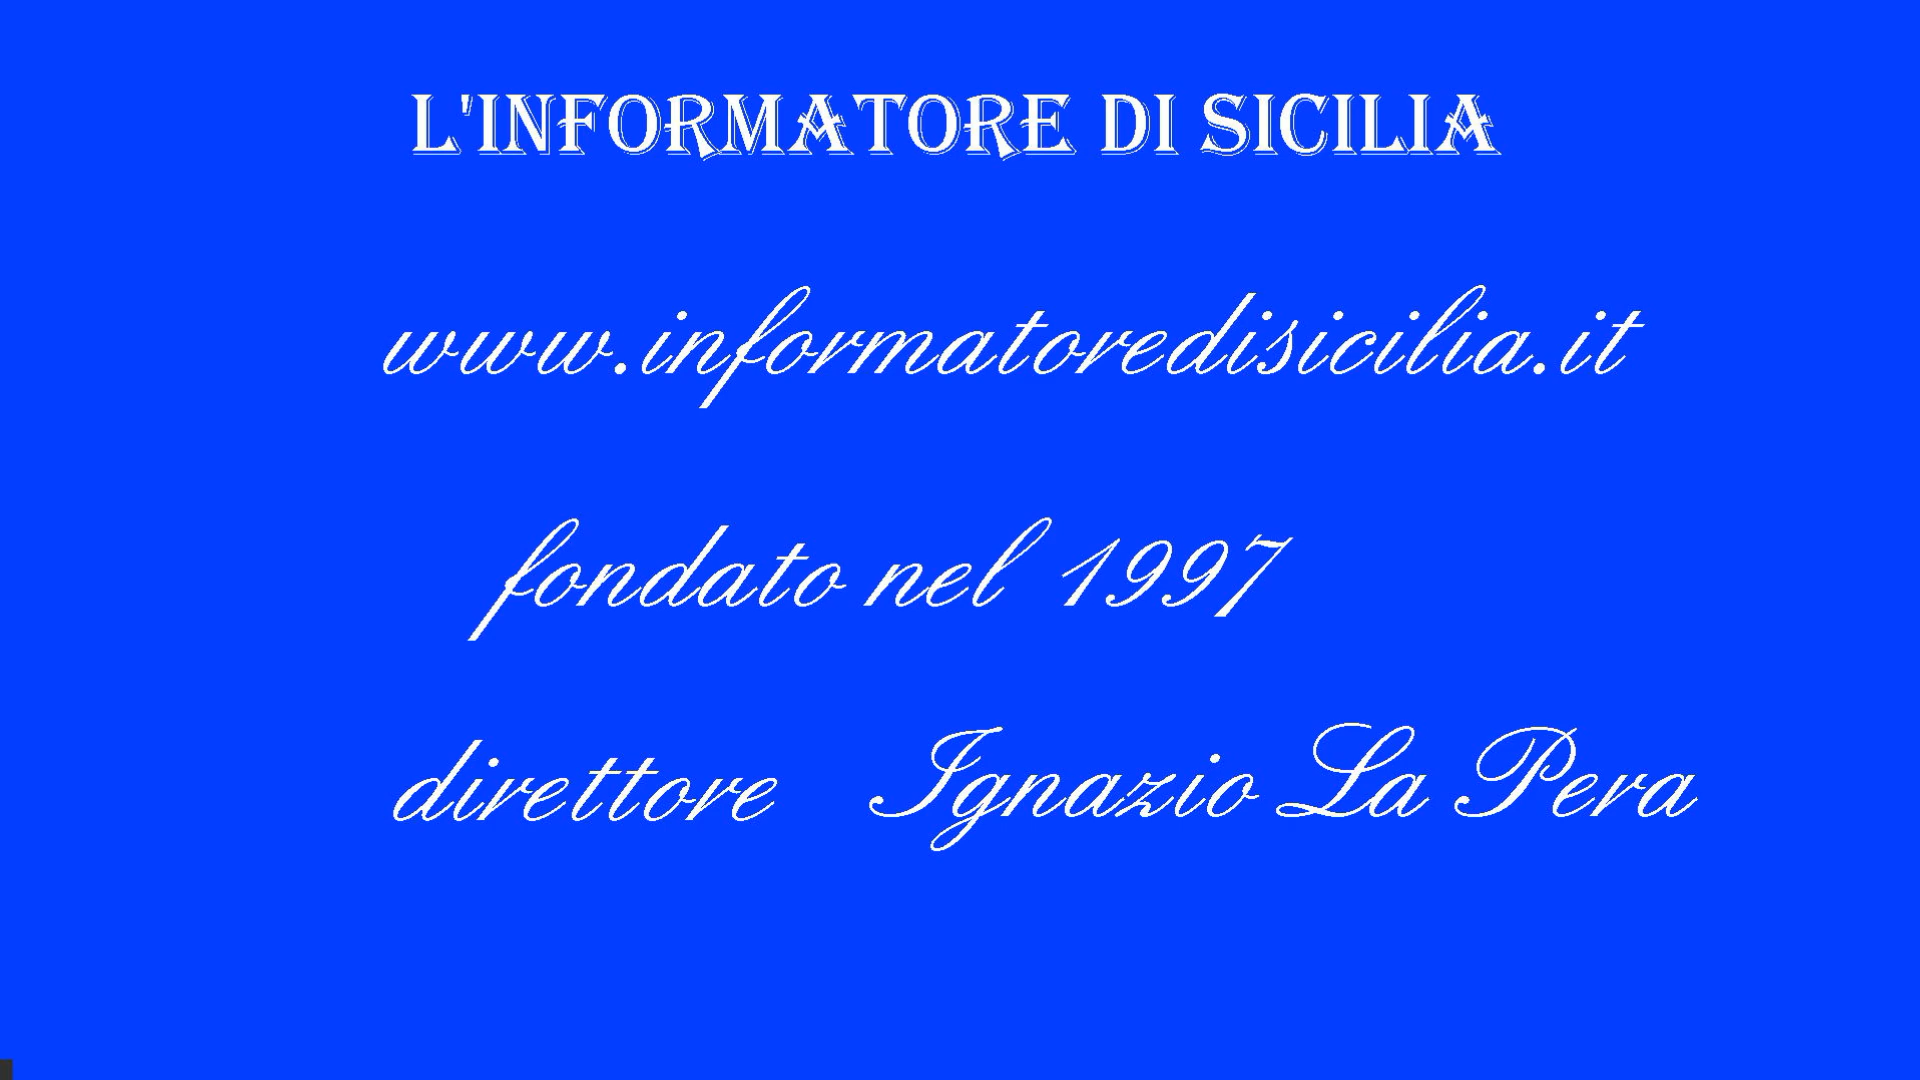 L'INFORMATORE DI SICILIA
www.informatoredisicilia.it
fondato nel 1997
direttore Ignazio La Pera